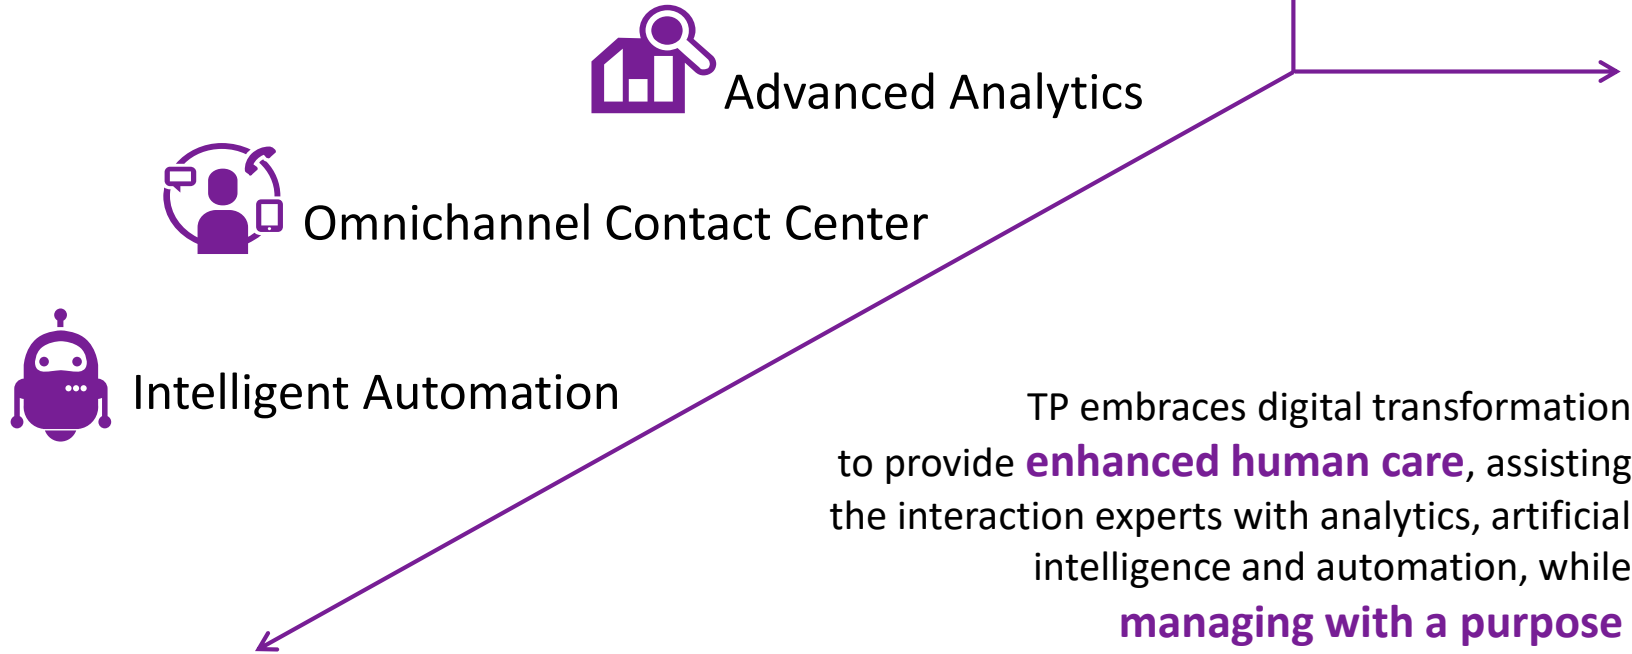 Advanced Analytics
Omnichannel Contact Center
Intelligent Automation
TP embraces digital transformation
to provide enhanced human care, assisting
the interaction experts with analytics, artificial
intelligence and automation, while
managing with a purpose